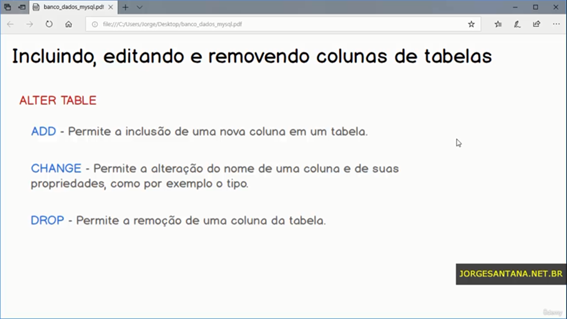 banco_dados_mysql.pdf
file:///C:/Users/Jorge/Desktop/banco_dados_mysql.pdf
Incluindo, editando e removendo colunas de tabelas
ALTER TABLE
ADD - Permite a inclusão de uma nova coluna em um tabela.
CHANGE - Permite a alteração do nome de uma coluna e de suas
propriedades, como por exemplo o tipo.
DROP - Permite a remoção de uma coluna da tabela.
JORGESANTANA.NET.BR
Udemy